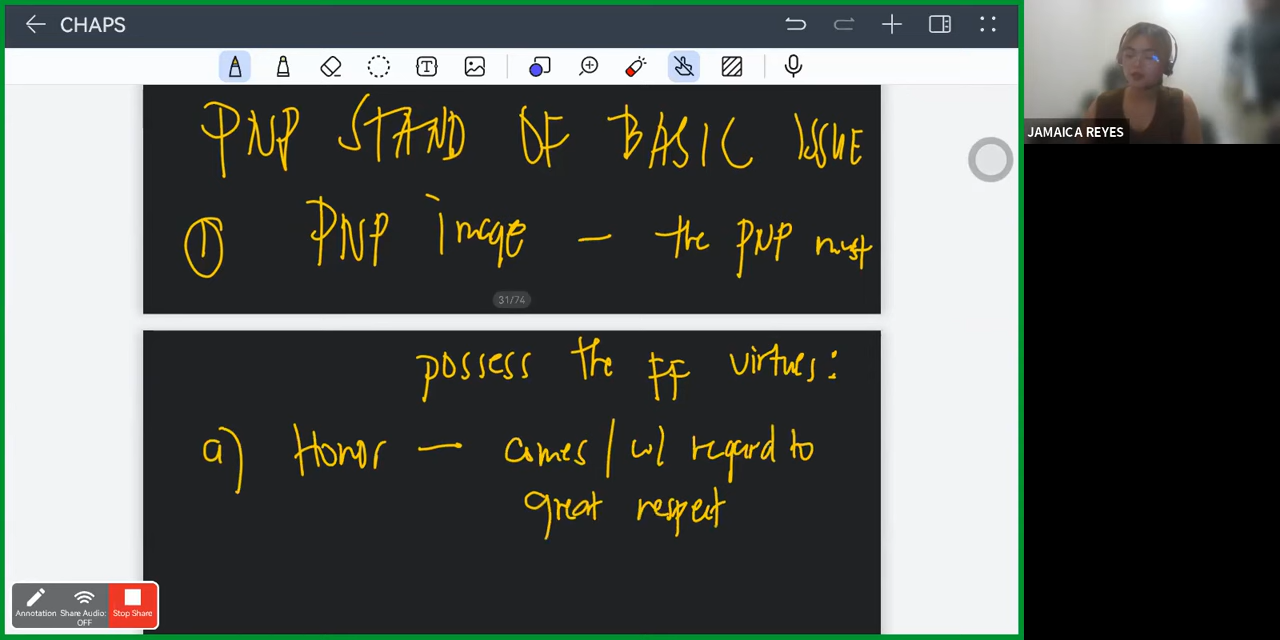 CHAPS
PNP STAND OF BASIC ISSUE
① PNP image – the PNP must
31/74
possess the FF virtues:
a) Honor – comes / w/ regard to
great respect
JAMAICA REYES
Annotation
Share Audio: OFF
Stop Share